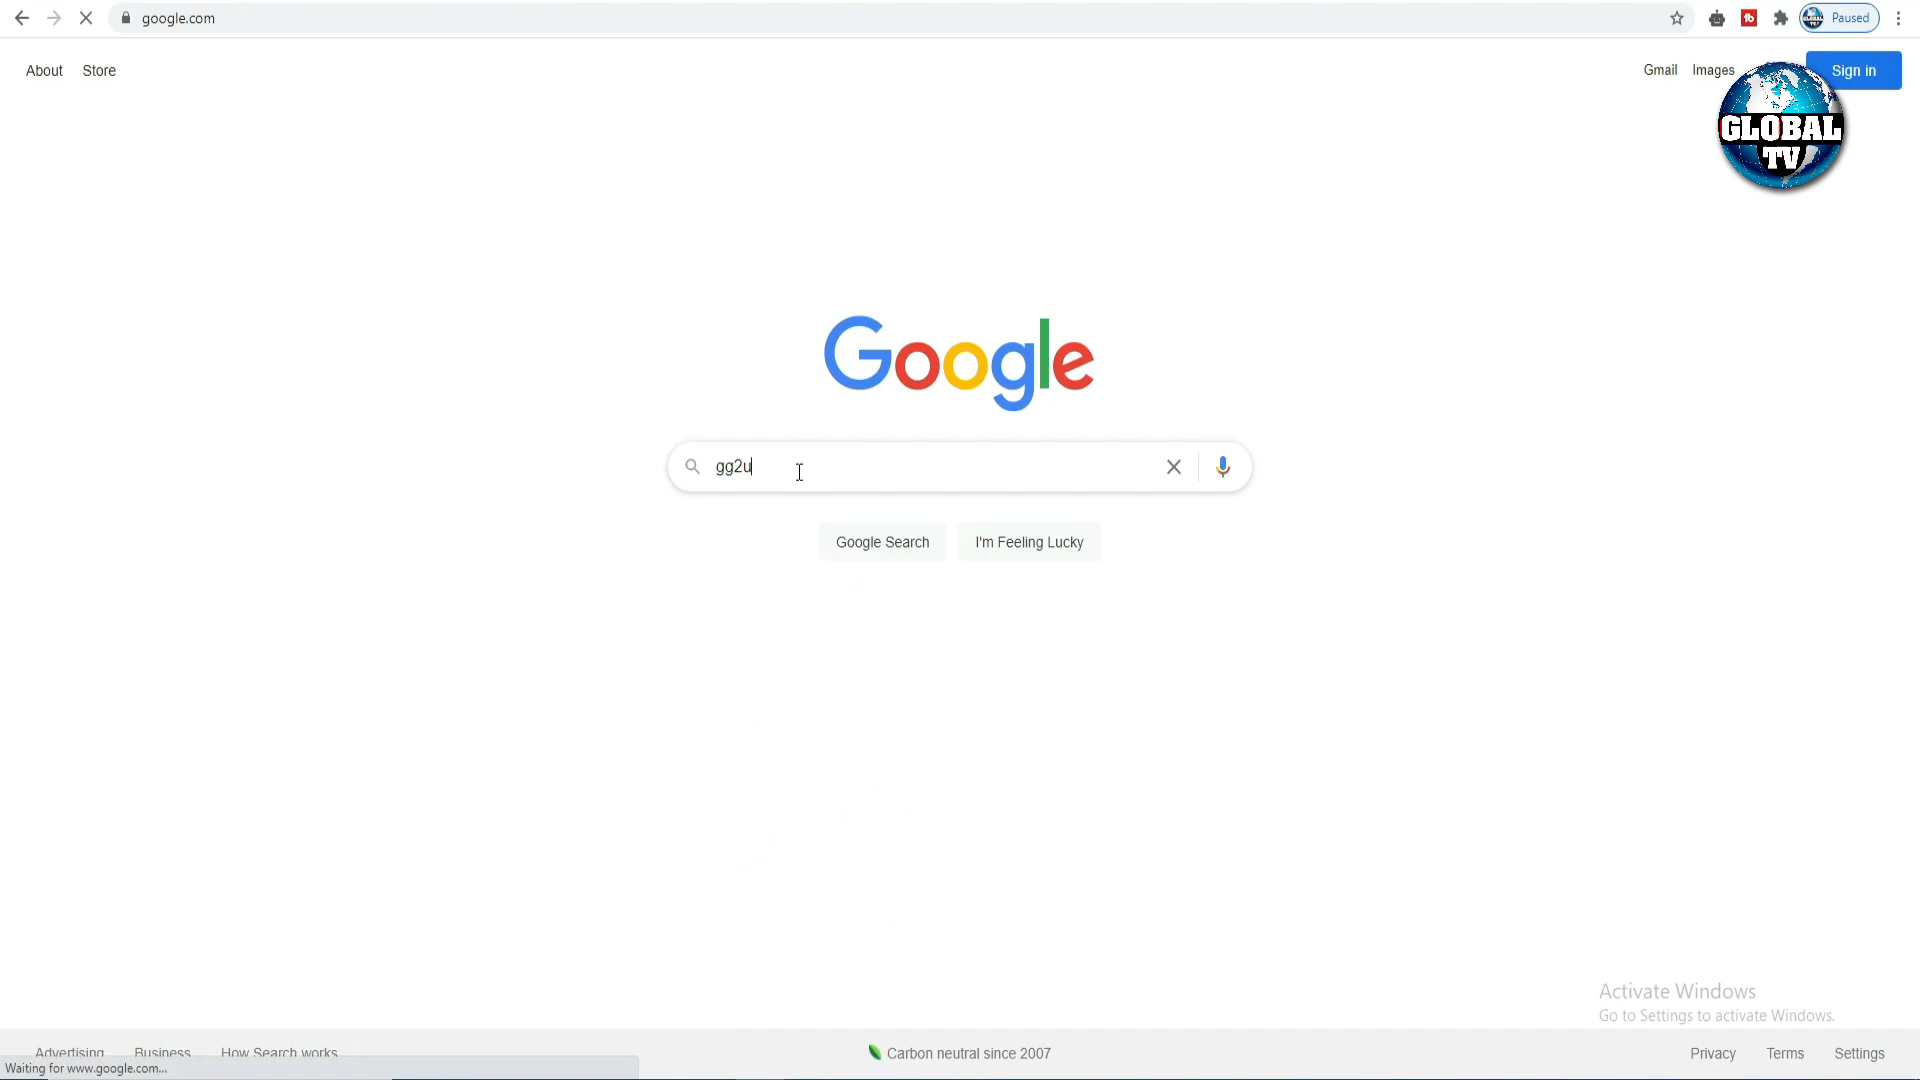 google.com
Paused
About Store
Gmail Images
Sign in
GLOBAL
TV
Google
gg2u
Google Search I'm Feeling Lucky
Activate Windows
Go to Settings to activate Windows.
Advertising Business How Search works
Carbon neutral since 2007
Privacy Terms Settings
Waiting for www.google.com...